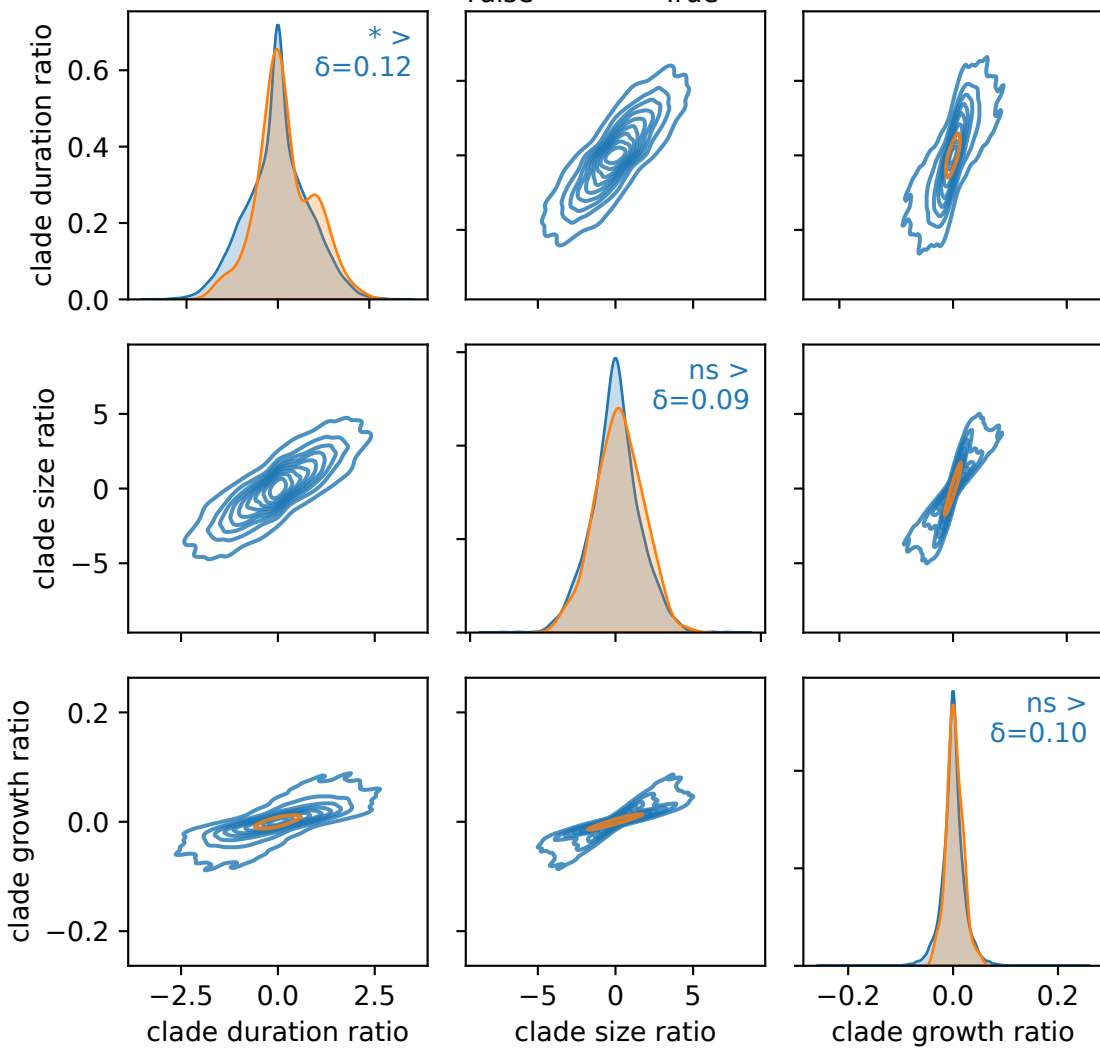 clade duration ratio
0.6
0.4
0.2
0.0
* >
δ=0.12
clade size ratio
5
0
−5
ns >
δ=0.09
clade growth ratio
0.2
0.0
−0.2
ns >
δ=0.10
−2.5 0.0 2.5
−5 0 5
−0.2 0.0 0.2
clade duration ratio
clade size ratio
clade growth ratio